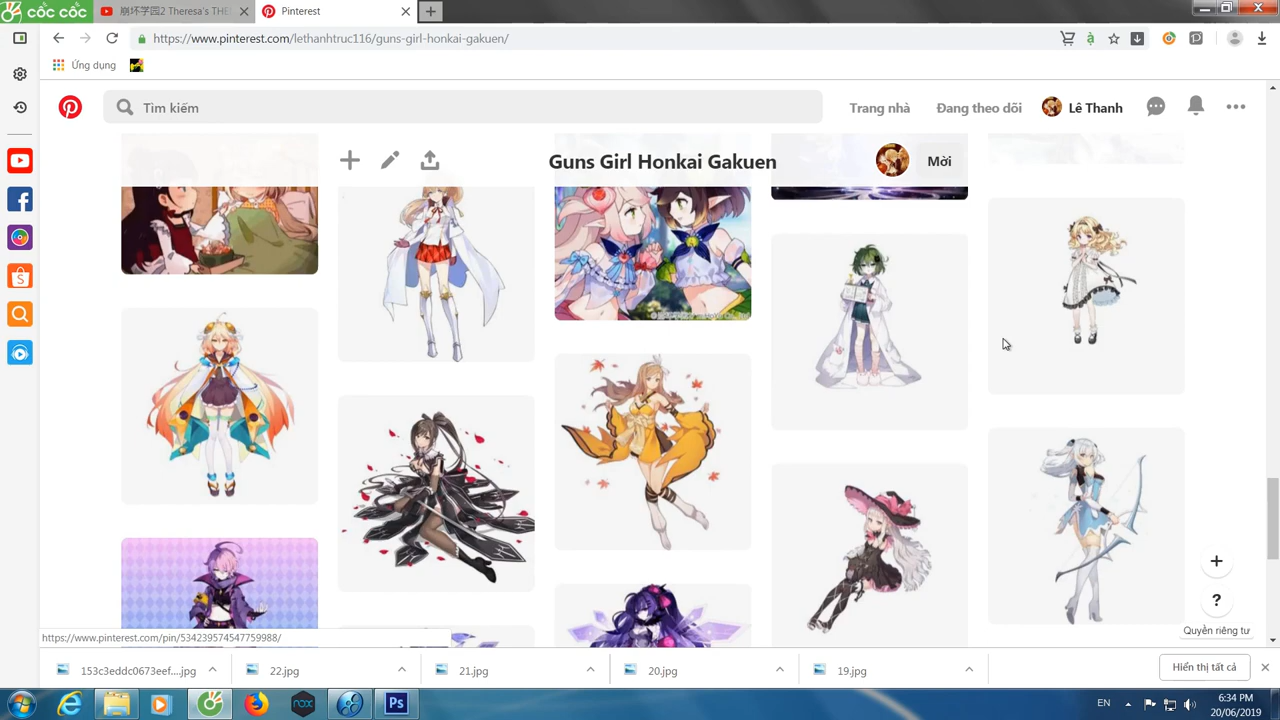 cốc cốc
崩坏学园2 Theresa's THE
Pinterest
https://www.pinterest.com/lethanhtruc116/guns-girl-honkai-gakuen/
Ứng dụng
Tìm kiếm
Trang nhà
Đang theo dõi
Lê Thanh
Guns Girl Honkai Gakuen
Mời
Quyền riêng tư
https://www.pinterest.com/pin/534239574547759988/
153c3eddc0673eef....jpg
22.jpg
21.jpg
20.jpg
19.jpg
Hiển thị tất cả
nox
Ps
EN
6:34 PM
20/06/2019